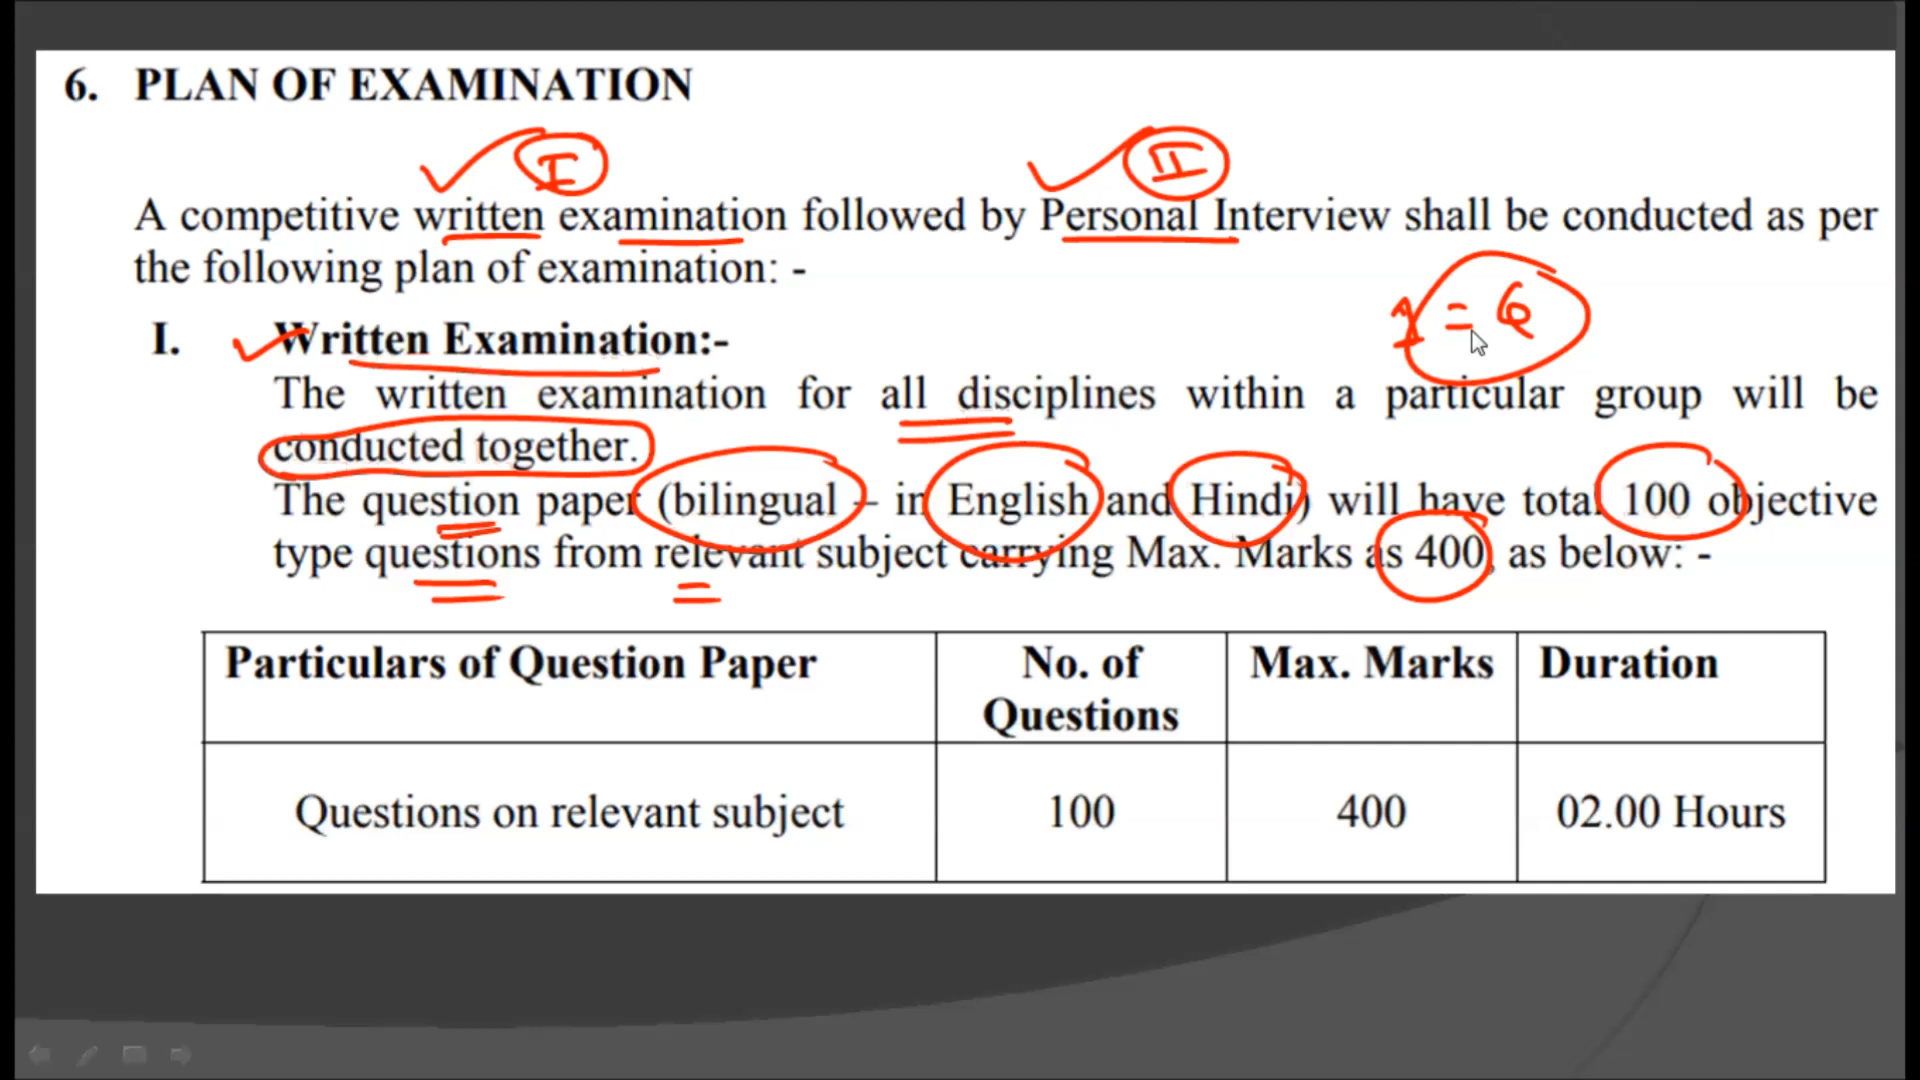 6. PLAN OF EXAMINATION
I
II
A competitive written examination followed by Personal Interview shall be conducted as per
the following plan of examination: -
= 6
I. Written Examination:-
The written examination for all disciplines within a particular group will be
conducted together.
The question paper (bilingual – in English and Hindi) will have total 100 objective
type questions from relevant subject carrying Max. Marks as 400, as below: -
Particulars of Question Paper No. of Questions Max. Marks Duration
Questions on relevant subject 100 400 02.00 Hours